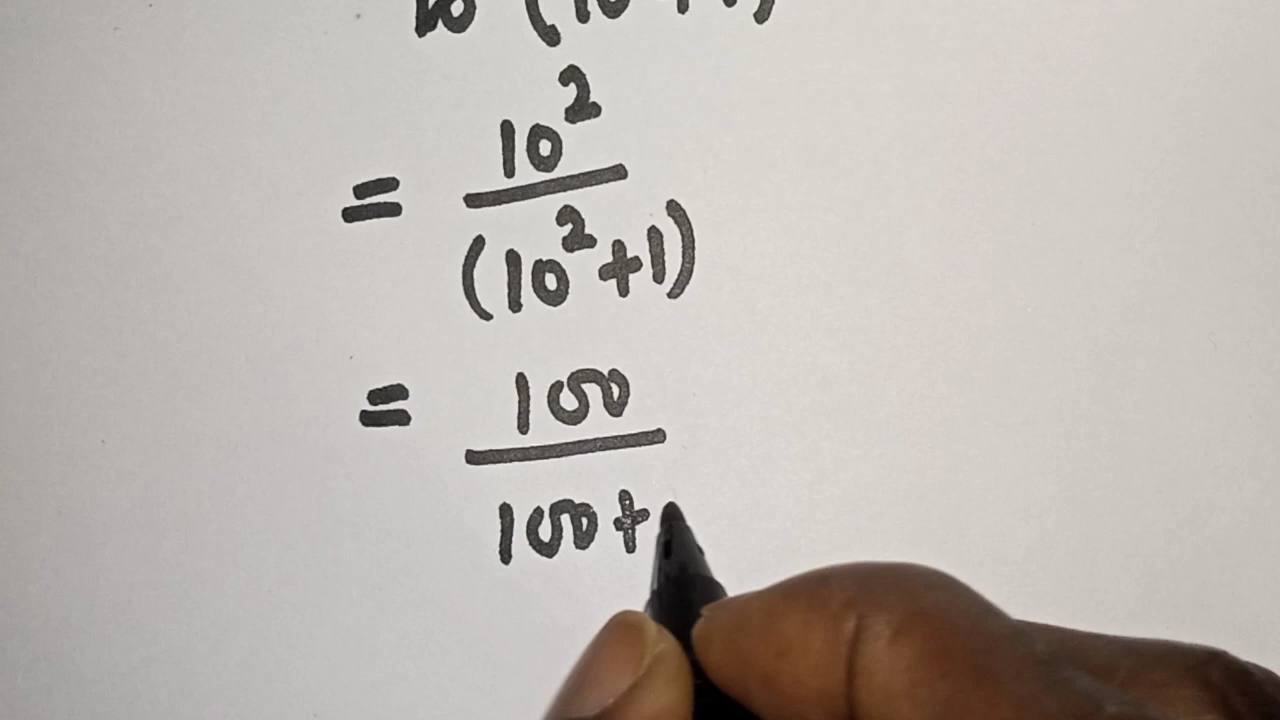 = 10²
(10²+1)
= 100
100+